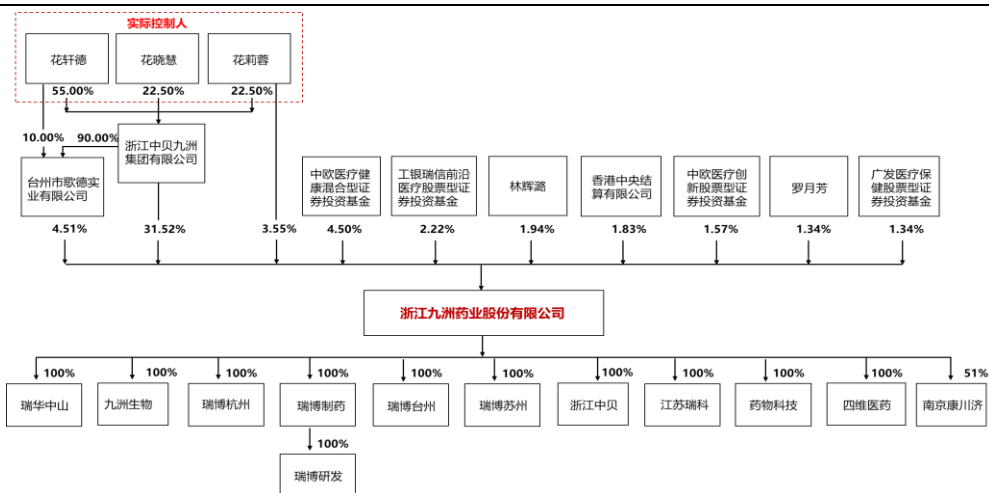 实际控制人
花轩德
花晓慧
花莉蓉
55.00%
22.50%
22.50%
10.00%
90.00%
浙江中贝九洲
集团有限公司
台州市歌德实
业有限公司
中欧医疗健
康混合型证
券投资基金
工银瑞信前沿
医疗股票型证
券投资基金
林辉潞
香港中央结
算有限公司
中欧医疗创
新股票型证
券投资基金
罗月芳
广发医疗保
健股票型证
券投资基金
4.51%
31.52%
3.55%
4.50%
2.22%
1.94%
1.83%
1.57%
1.34%
1.34%
浙江九洲药业股份有限公司
100%
100%
100%
100%
100%
100%
100%
100%
100%
100%
51%
瑞华中山
九洲生物
瑞博杭州
瑞博制药
瑞博台州
瑞博苏州
浙江中贝
江苏瑞科
药物科技
四维医药
南京康川济
100%
瑞博研发